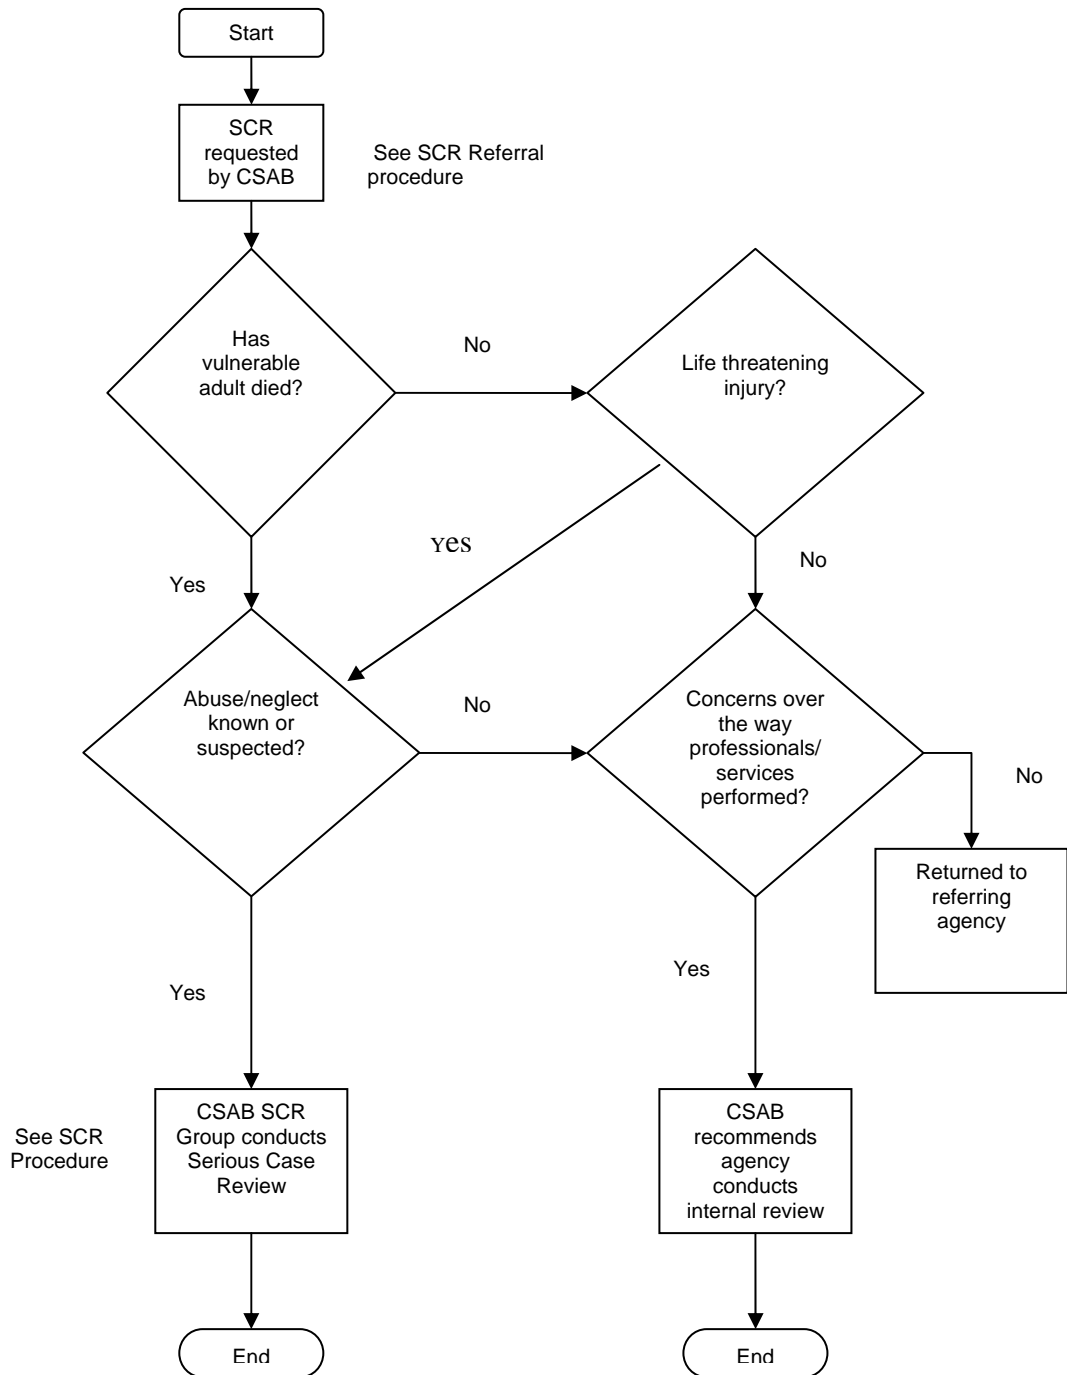 Start
SCR
requested
by CSAB
See SCR Referral
procedure
Has
vulnerable
adult died?
No
Life threatening
injury?
Yes
Yes
No
Abuse/neglect
known or
suspected?
No
Concerns over
the way
professionals/
services
performed?
No
Returned to
referring
agency
Yes
Yes
See SCR
Procedure
CSAB SCR
Group conducts
Serious Case
Review
CSAB
recommends
agency
conducts
internal review
End
End